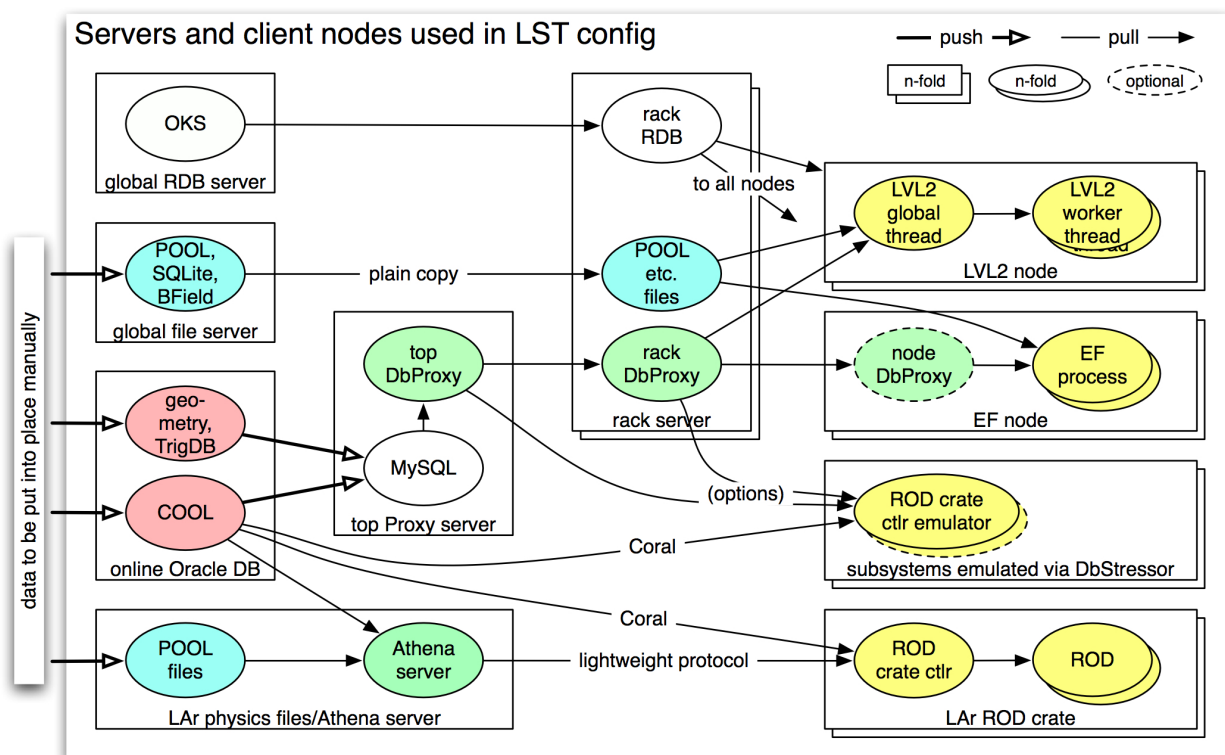 Servers and client nodes used in LST config
push
pull
n-fold
n-fold
optional
OKS
global RDB server
rack
RDB
to all nodes
LVL2
global
thread
LVL2
worker
thread
thread
LVL2 node
POOL,
SQLite,
BField
global file server
plain copy
POOL
etc.
files
top
DbProxy
rack
DbProxy
rack server
node
DbProxy
EF
process
EF node
data to be put into place manually
geo-
metry,
TrigDB
COOL
online Oracle DB
MySQL
top Proxy server
(options)
Coral
ROD crate
ctlr emulator
subsystems emulated via DbStressor
POOL
files
Athena
server
LAr physics files/Athena server
Coral
lightweight protocol
ROD
crate ctlr
ROD
LAr ROD crate